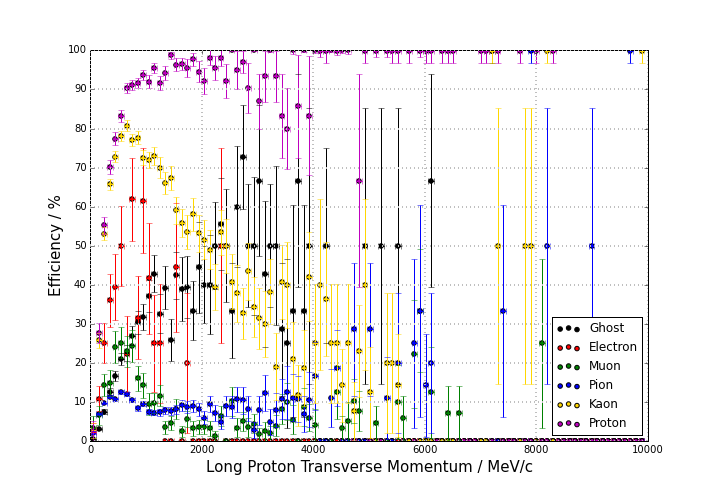 100
90
80
70
60
50
40
30
20
10
0
Efficiency / %
0
2000
4000
6000
8000
10000
Long Proton Transverse Momentum / MeV/c
Ghost
Electron
Muon
Pion
Kaon
Proton